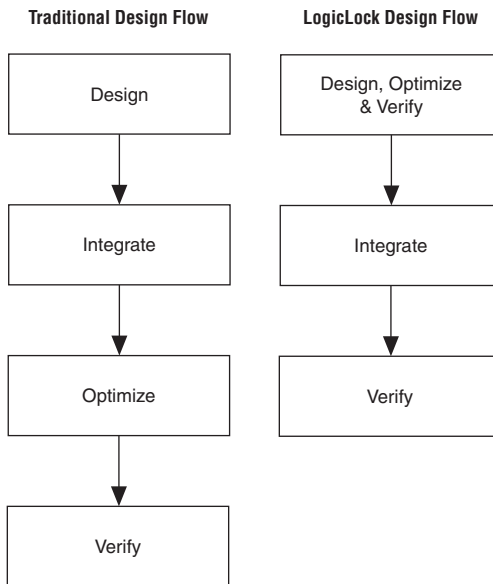 Traditional Design Flow
Design
Integrate
Optimize
Verify
LogicLock Design Flow
Design, Optimize
& Verify
Integrate
Verify